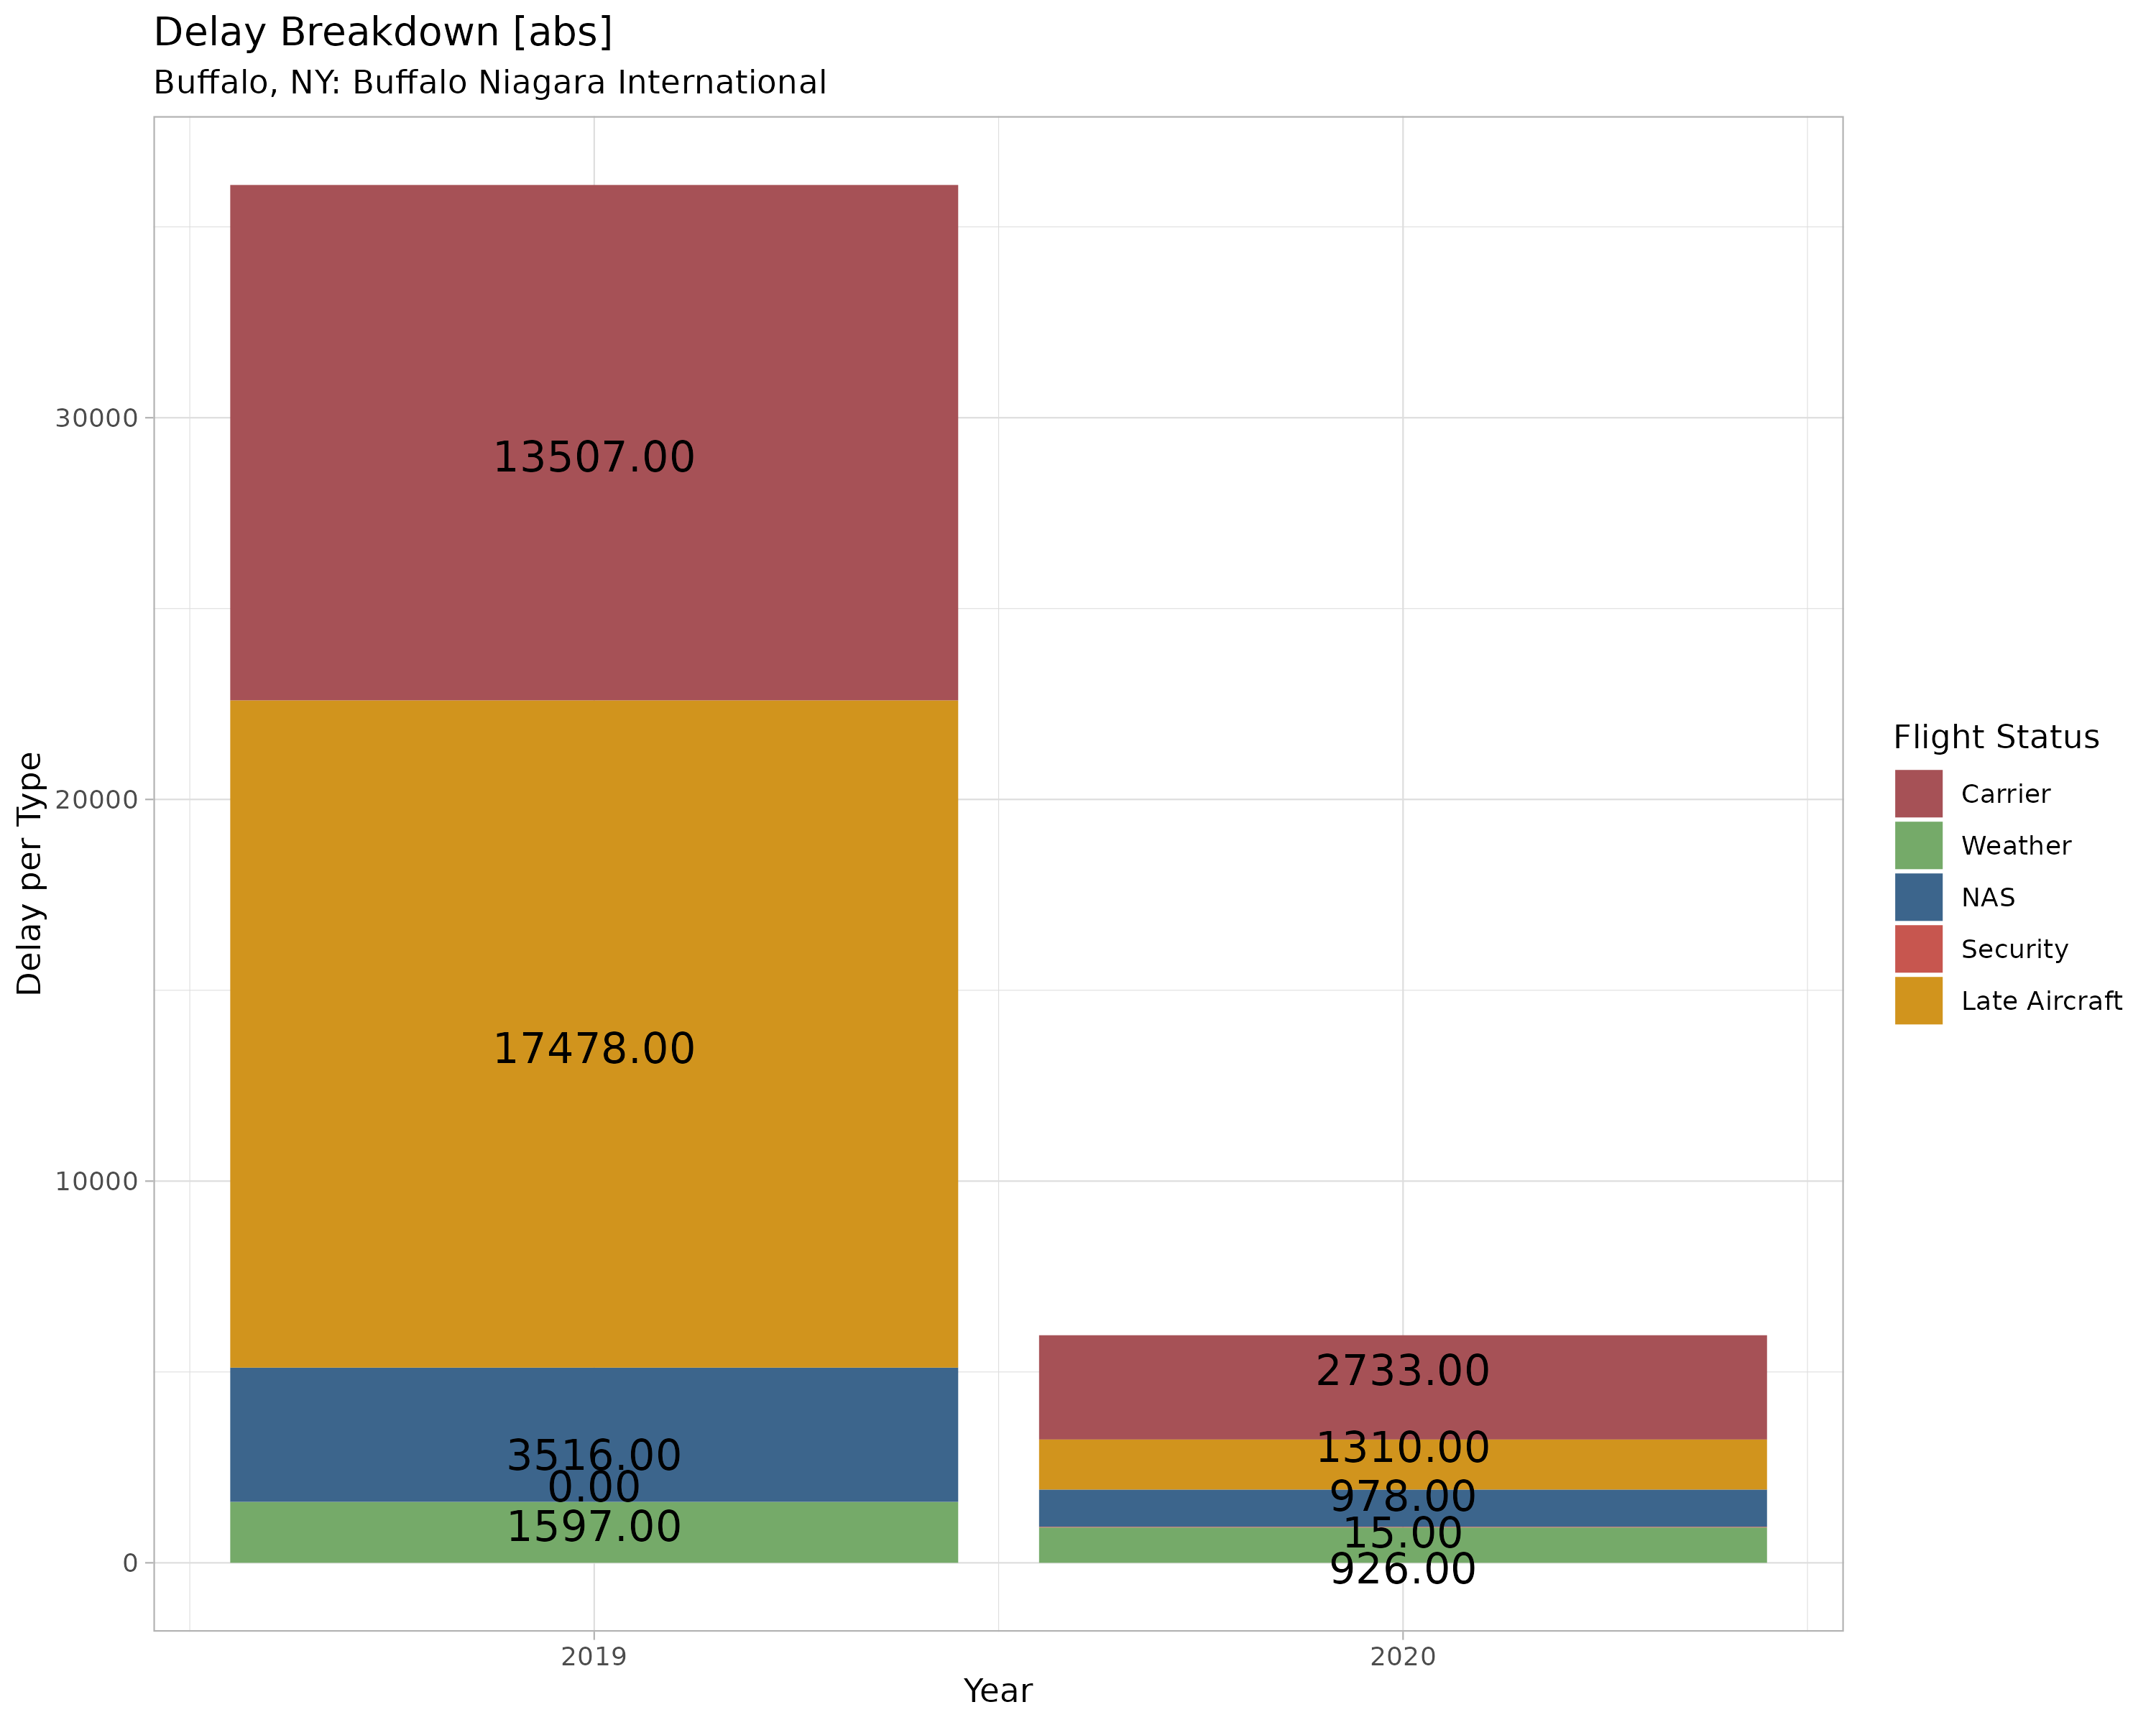 Delay Breakdown [abs]
Buffalo, NY: Buffalo Niagara International
Delay per Type
30000
20000
10000
0
13507.00
17478.00
3516.00
0.00
1597.00
2733.00
1310.00
978.00
15.00
926.00
2019
2020
Year
Flight Status
Carrier
Weather
NAS
Security
Late Aircraft